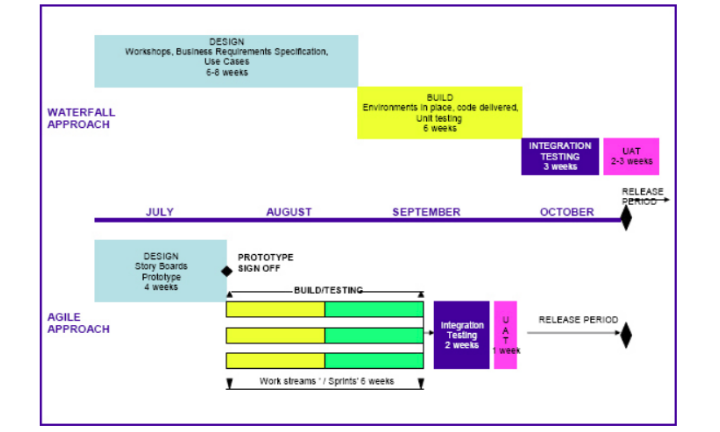 DESIGN
Workshops, Business Requirements Specification,
Use Cases
6-8 weeks
WATERFALL
APPROACH
BUILD
Environments in place, code delivered,
Unit testing
6 weeks
INTEGRATION
TESTING
3 weeks
UAT
2-3 weeks
RELEASE
PERIOD
JULY
AUGUST
SEPTEMBER
OCTOBER
DESIGN
Story Boards
Prototype
4 weeks
PROTOTYPE
SIGN OFF
BUILD/TESTING
AGILE
APPROACH
Integration
Testing
2 weeks
U
A
T
1 week
RELEASE PERIOD
Work streams ' / Sprints' 6 weeks